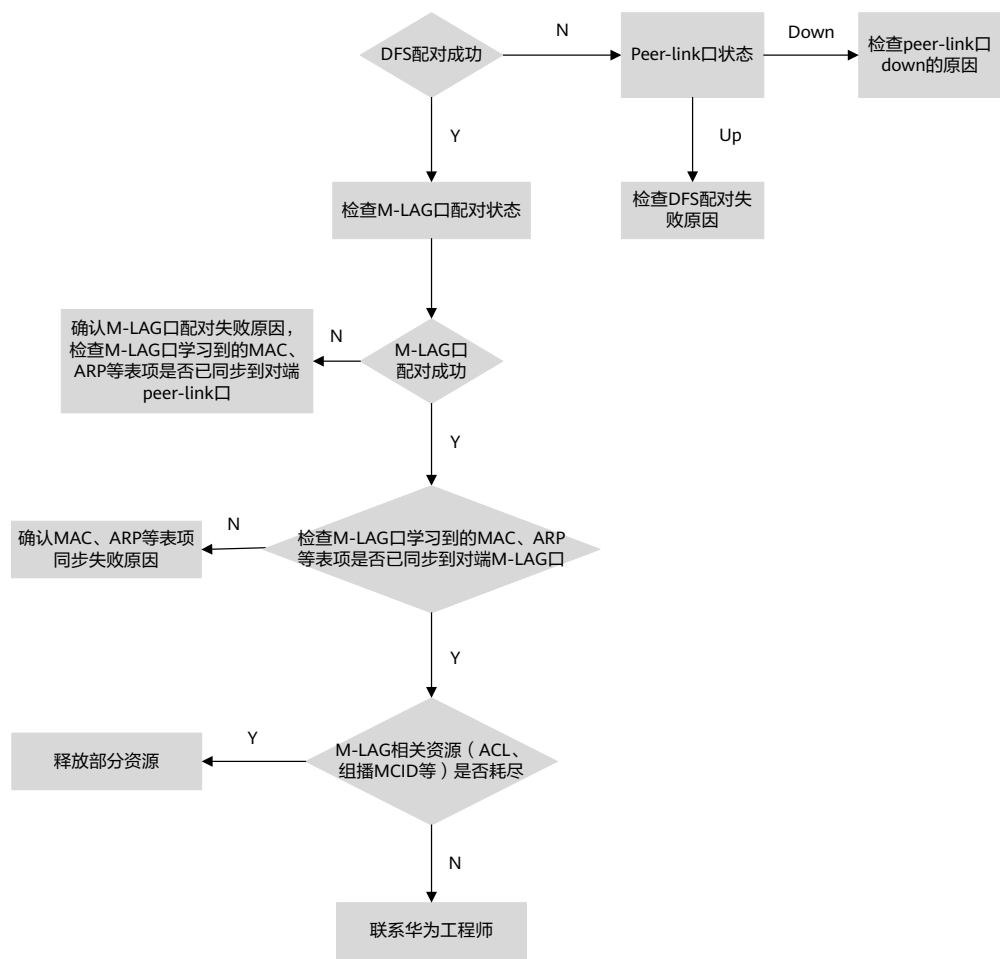 DFS配对成功
N
Peer-link口状态
Down
检查peer-link口
down的原因
Y
Up
检查M-LAG口配对状态
检查DFS配对失
败原因
确认M-LAG口配对失败原因，
检查M-LAG口学习到的MAC、
ARP等表项是否已同步到对端
peer-link口
N
M-LAG口
配对成功
Y
确认MAC、ARP等表项
同步失败原因
N
检查M-LAG口学习到的MAC、ARP
等表项是否已同步到对端M-LAG口
Y
释放部分资源
Y
M-LAG相关资源（ACL、
组播MCID等）是否耗尽
N
联系华为工程师